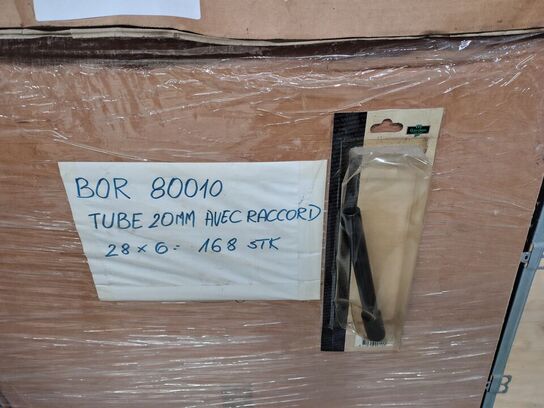 BOR 80010
TUBE 20MM AVEC RACCORD
28 x 6 = 168 STK